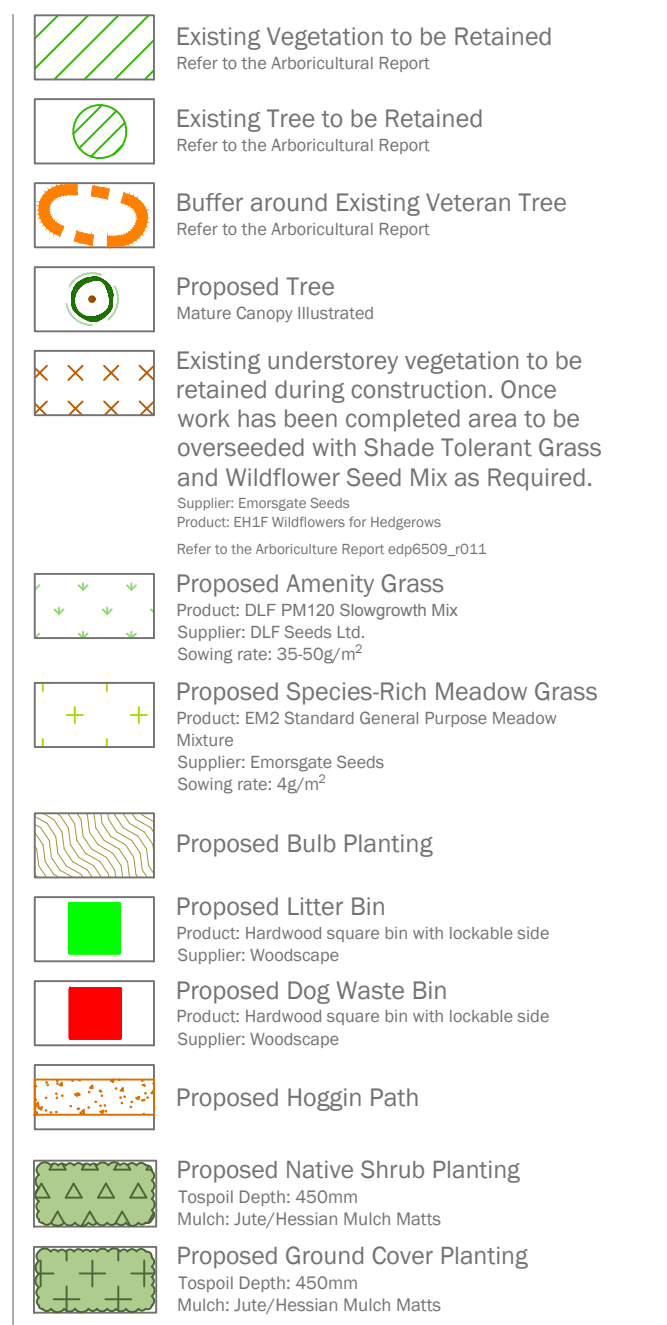 Existing Vegetation to be Retained
Refer to the Arboricultural Report
Existing Tree to be Retained
Refer to the Arboricultural Report
Buffer around Existing Veteran Tree
Refer to the Arboricultural Report
Proposed Tree
Mature Canopy Illustrated
Existing understorey vegetation to be
retained during construction. Once
work has been completed area to be
overseeded with Shade Tolerant Grass
and Wildflower Seed Mix as Required.
Supplier: Emorsgate Seeds
Product: EH1F Wildflowers for Hedgerows
Refer to the Arboriculture Report edp6509_r011
Proposed Amenity Grass
Product: DLF PM120 Slowgrowth Mix
Supplier: DLF Seeds Ltd.
Sowing rate: 35-50g/m²
Proposed Species-Rich Meadow Grass
Product: EM2 Standard General Purpose Meadow
Mixture
Supplier: Emorsgate Seeds
Sowing rate: 4g/m²
Proposed Bulb Planting
Proposed Litter Bin
Product: Hardwood square bin with lockable side
Supplier: Woodscape
Proposed Dog Waste Bin
Product: Hardwood square bin with lockable side
Supplier: Woodscape
Proposed Hoggin Path
Proposed Native Shrub Planting
Tospoil Depth: 450mm
Mulch: Jute/Hessian Mulch Matts
Proposed Ground Cover Planting
Tospoil Depth: 450mm
Mulch: Jute/Hessian Mulch Matts